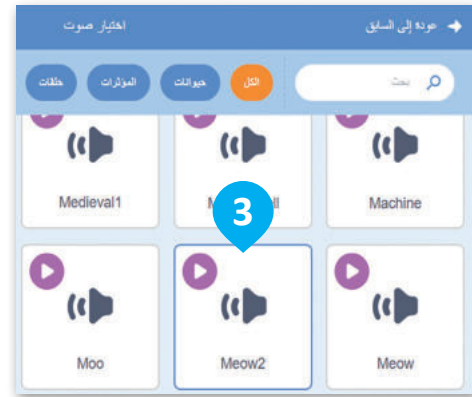 عودة إلى السابق
اختيار صوت
بحث
الكل
حيوانات
المؤثرات
حلقات
Machine
Medieval1
3
Meow
Meow2
Moo